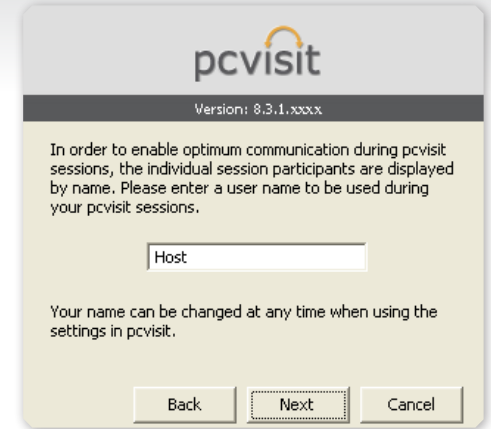 pcvisit
Version: 8.3.1.xxxx
In order to enable optimum communication during pcvisit
sessions, the individual session participants are displayed
by name. Please enter a user name to be used during
your pcvisit sessions.
Host
Your name can be changed at any time when using the
settings in pcvisit.
Back Next Cancel